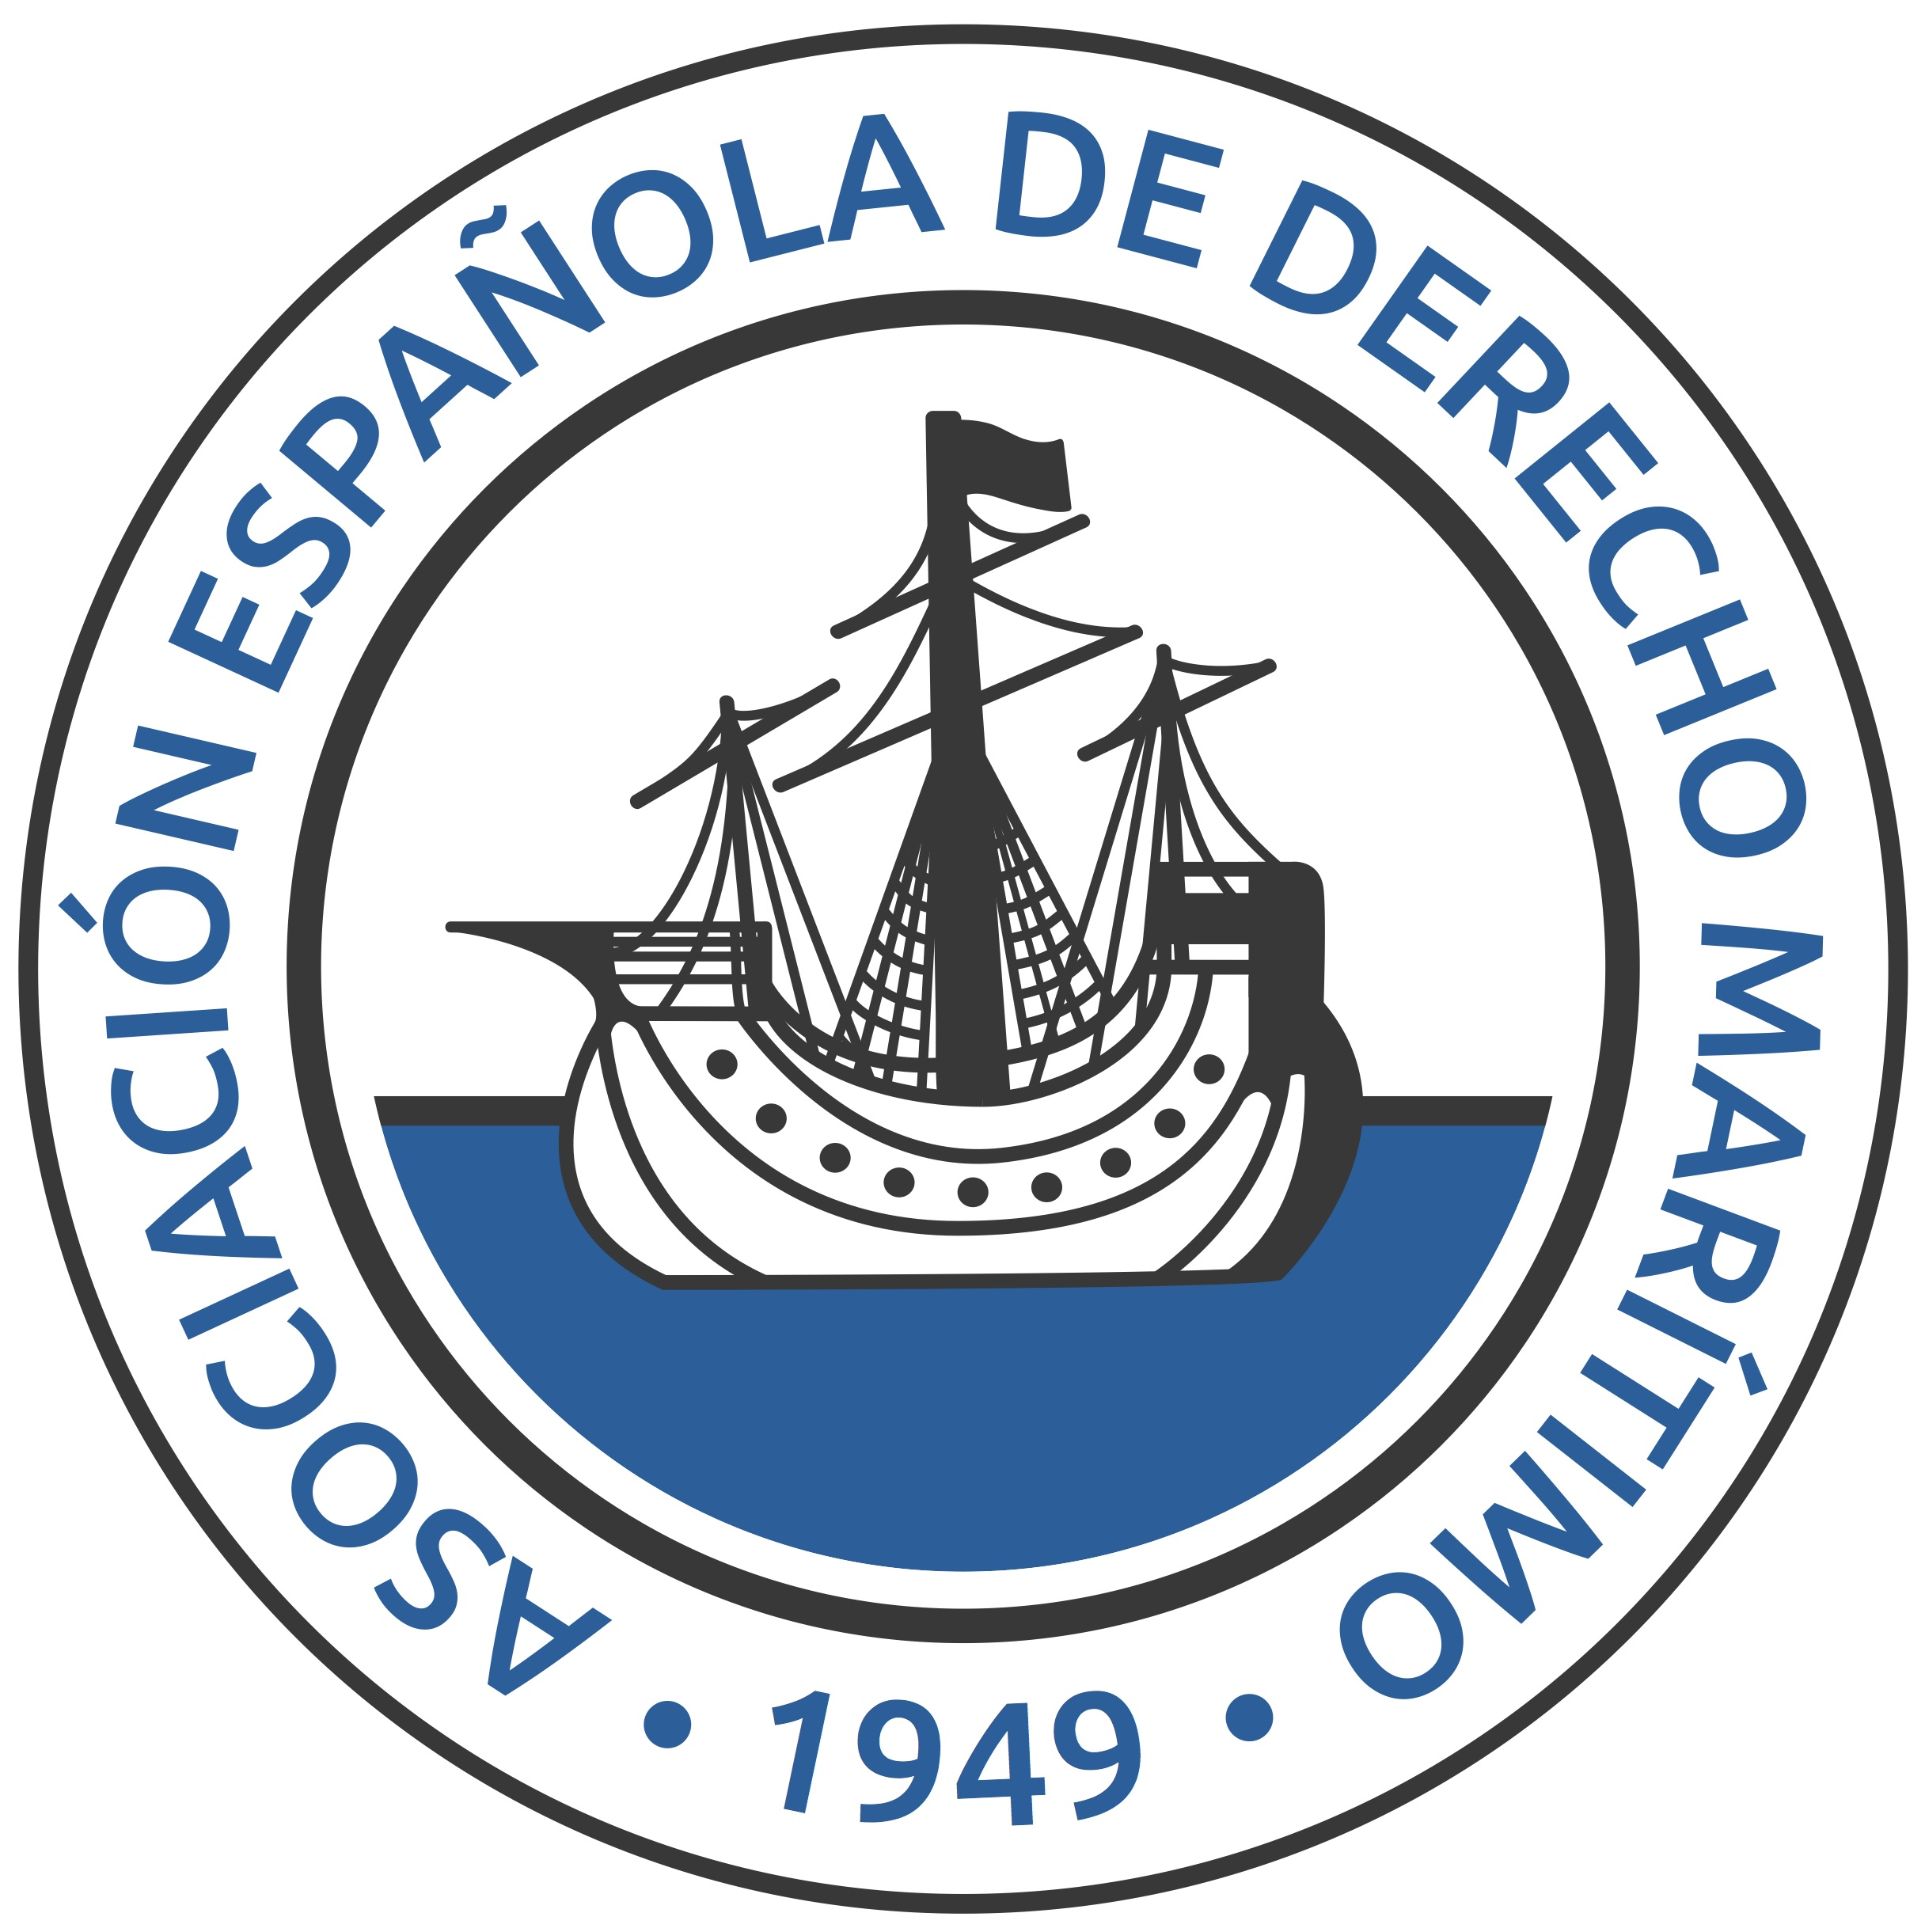 ASOCIACIÓN ESPAÑOLA DE DERECHO MARÍTIMO
• 1949 •